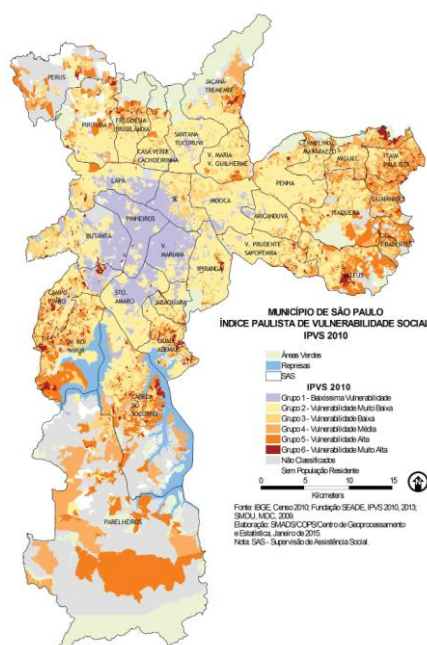 PERUS
JAÇANÃ-
TREMEMBÉ
PIRITUBA
FREGUESIA
BRASILÂNDIA
SANTANA
TUCURUVI
CASA VERDE
CACHOEIRINHA
V. MARIA
V. GUILHERME
ERMELINO
MATARAZZO
MIGUEL
ITAIM
PAULISTA
LAPA
SÉ
PENHA
GUAIANASES
PINHEIROS
MOOCA
ITAQUERA
ARICANDUVA
BUTANTÃ
V.
MARIANA
V. PRUDENTE
SAPOPEMBA
TIRADENTES
IPIRANGA
MATEUS
CAMPO
LIMPO
STO.
AMARO
JABAQUARA
CIDADE
ADEMAR
M' BOI
MIRIM
CAPELA
DO
SOCORRO
PARELHEIROS
MUNICÍPIO DE SÃO PAULO
ÍNDICE PAULISTA DE VULNERABILIDADE SOCIAL
IPVS 2010
Áreas Verdes
Represas
SAS
IPVS 2010
Grupo 1 - Baixíssima Vulnerabilidade
Grupo 2 - Vulnerabilidade Muito Baixa
Grupo 3 - Vulnerabilidade Baixa
Grupo 4 - Vulnerabilidade Média
Grupo 5 - Vulnerabilidade Alta
Grupo 6 - Vulnerabilidade Muito Alta
Não Classificados
Sem População Residente
0 5 10 15
Kilometers
Fonte: IBGE, Censo 2010; Fundação SEADE, IPVS 2010, 2013;
SMDU, MDC, 2009.
Elaboração: SMADS/COPS/Centro de Geoprocessamento
e Estatística, Janeiro de 2015.
Nota: SAS - Supervisão de Assistência Social.